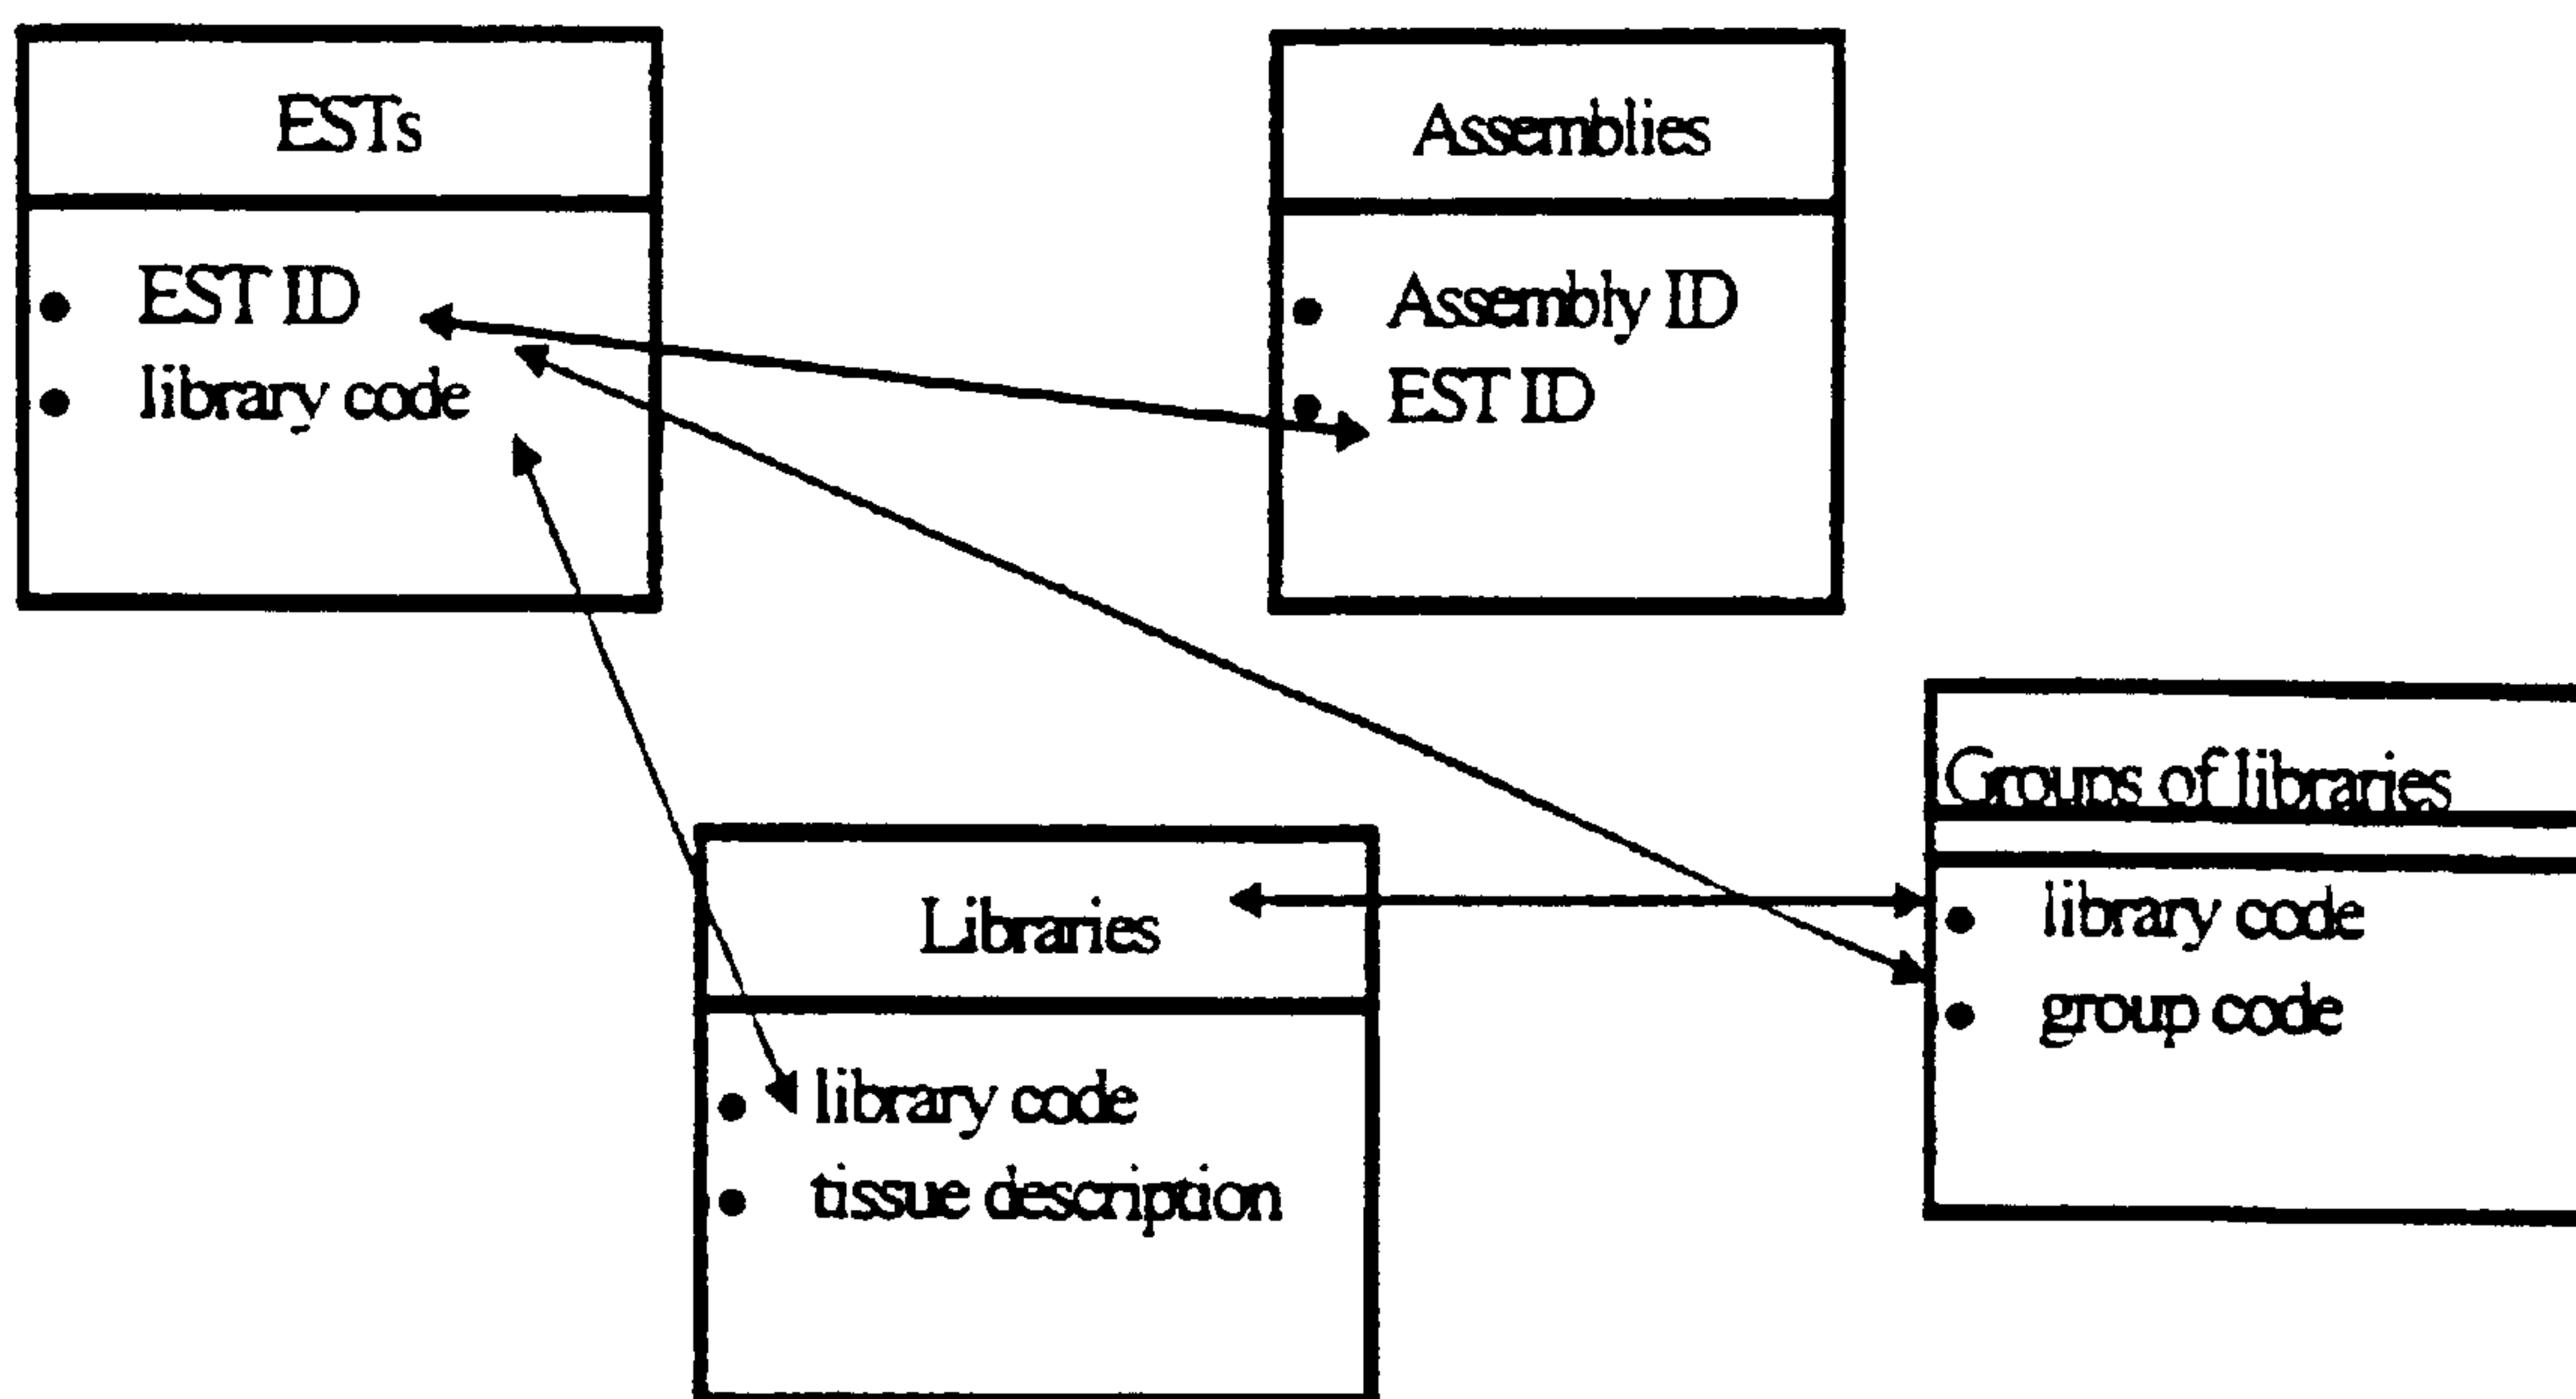 ESTs
• EST ID
• library code
Assemblies
• Assembly ID
• EST ID
Libraries
• library code
• tissue description
Groups of libraries
• library code
• group code